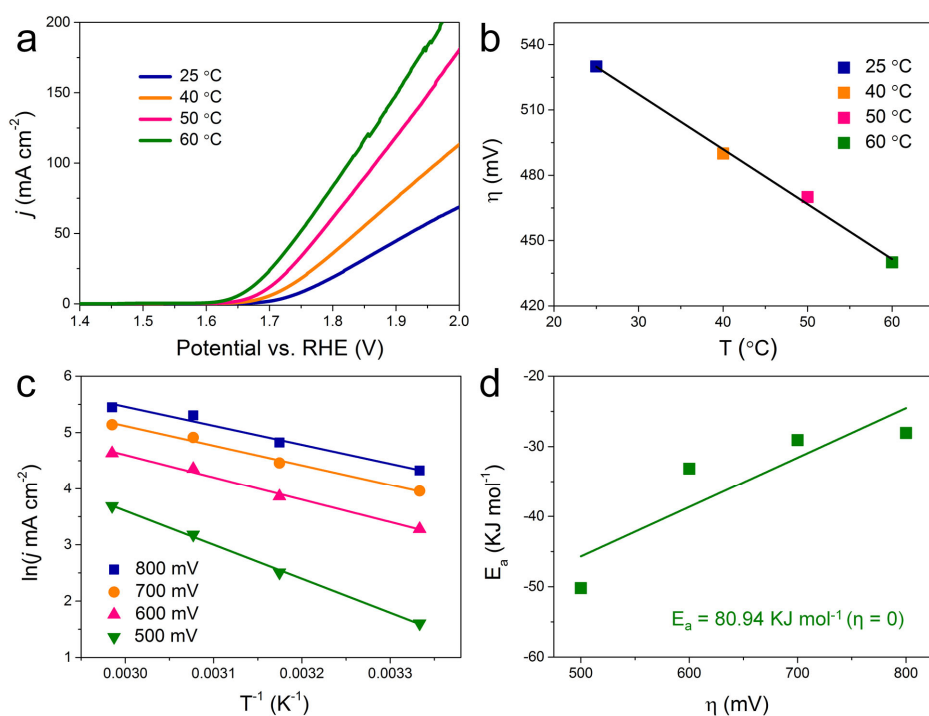 a
200
150
100
50
0
j (mA cm⁻²)
25 °C
40 °C
50 °C
60 °C
1.4 1.5 1.6 1.7 1.8 1.9 2.0
Potential vs. RHE (V)
b
540
510
480
450
420
η (mV)
25 °C
40 °C
50 °C
60 °C
20 30 40 50 60
T (°C)
c
6
5
4
3
2
1
ln(j mA cm⁻²)
800 mV
700 mV
600 mV
500 mV
0.0030 0.0031 0.0032 0.0033
T⁻¹ (K⁻¹)
d
-20
-30
-40
-50
-60
Eₐ (KJ mol⁻¹)
Eₐ = 80.94 KJ mol⁻¹ (η = 0)
500 600 700 800
η (mV)